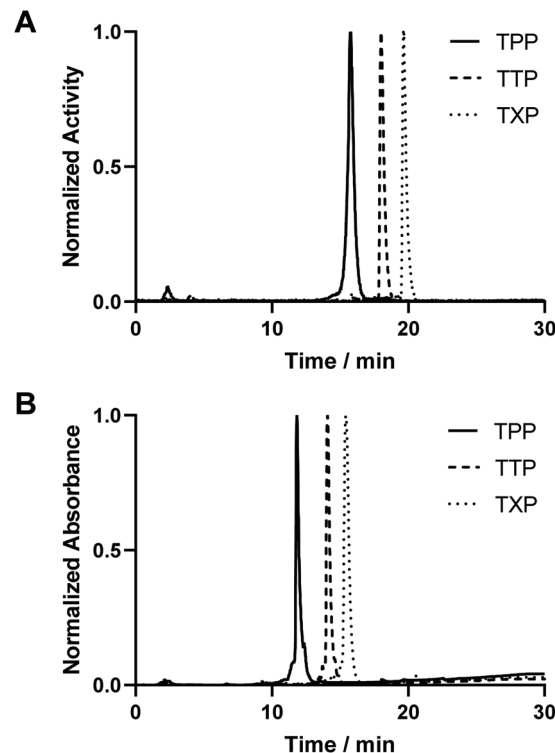 A
Normalized Activity
1.0
0.5
0.0
0
10
20
30
Time / min
TPP
TTP
TXP
B
Normalized Absorbance
1.0
0.5
0.0
0
10
20
30
Time / min
TPP
TTP
TXP